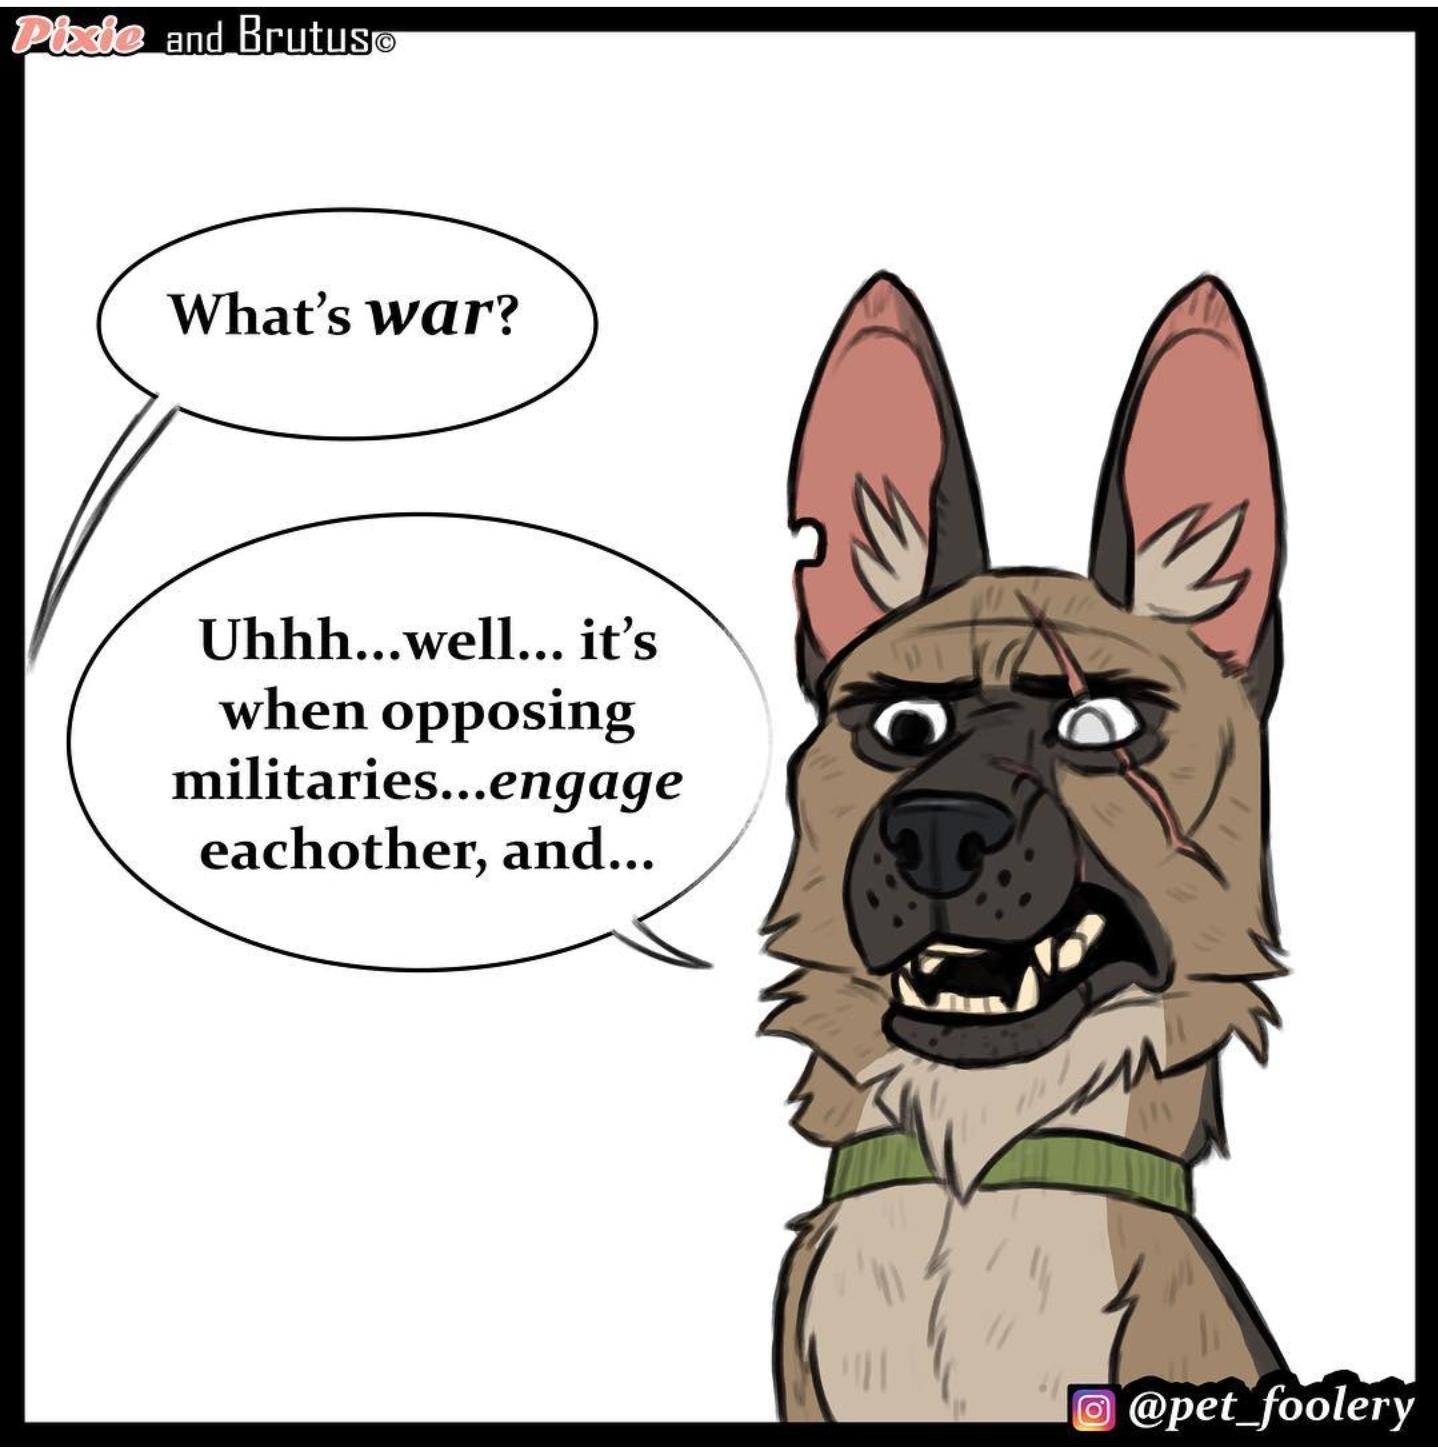 Pixie and Brutus©
What's war?
Uhhh...well... it's
when opposing
militaries...engage
eachother, and...
@pet_foolery